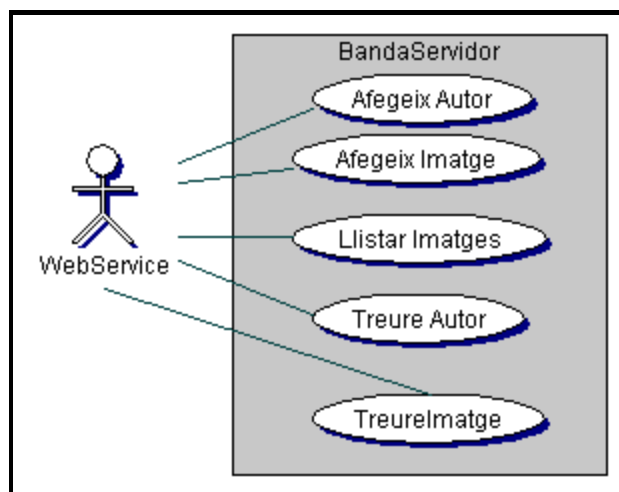 BandaServidor
Afegeix Autor
Afegeix Imatge
WebService
Llistar Imatges
Treure Autor
TreureImatge